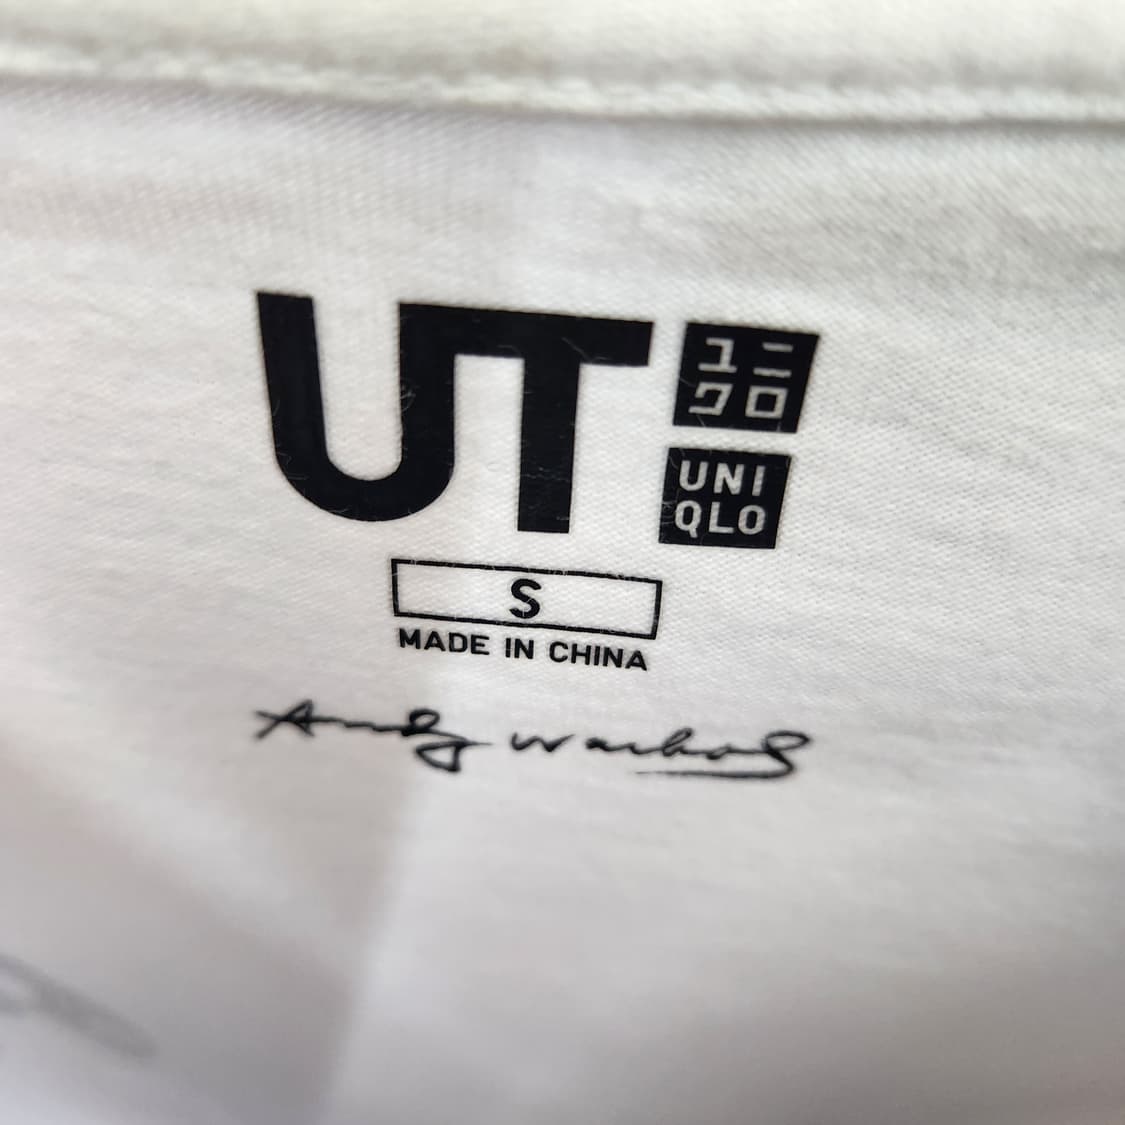 UT
ユニ
クロ
UNI
QLO
S
MADE IN CHINA
Andy Warhol